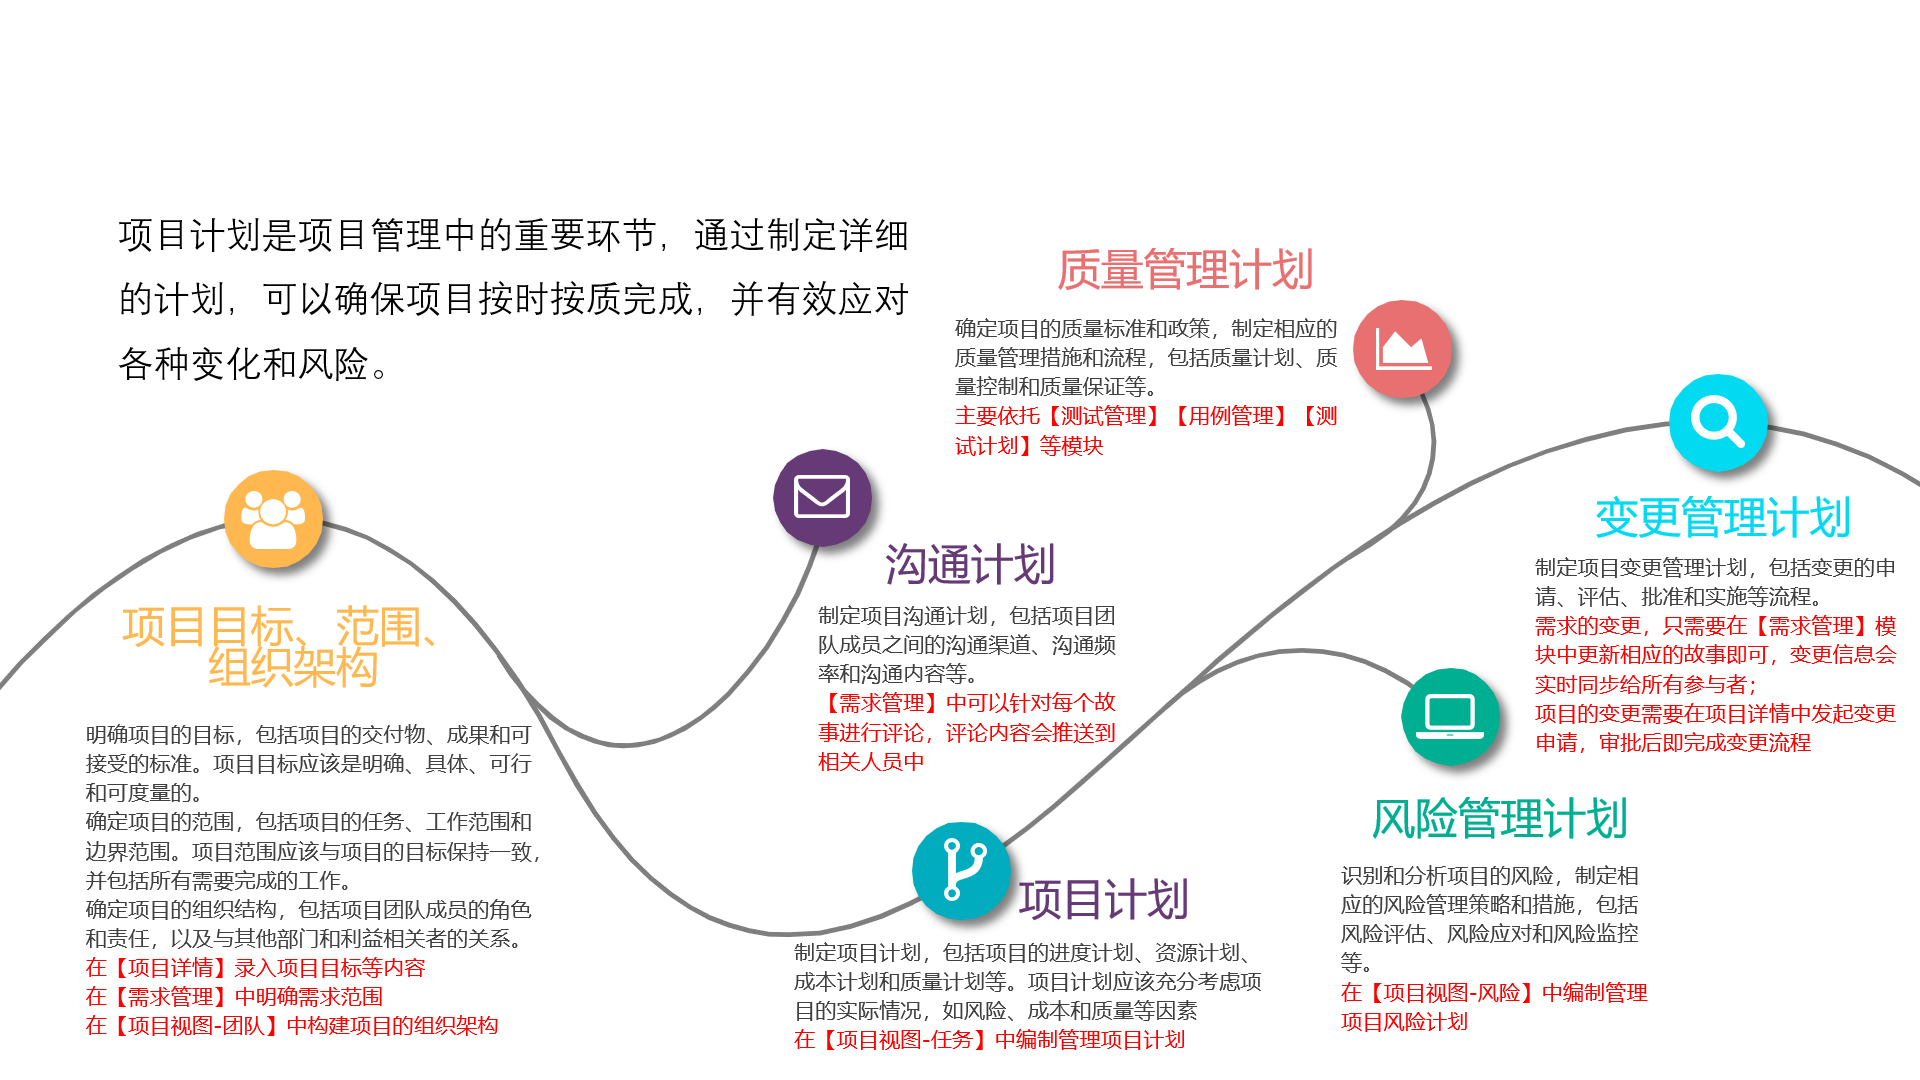 项目计划是项目管理中的重要环节，通过制定详细
的计划，可以确保项目按时按质完成，并有效应对
各种变化和风险。
项目目标、范围、
组织架构
明确项目的目标，包括项目的交付物、成果和可
接受的标准。项目目标应该是明确、具体、可行
和可度量的。
确定项目的范围，包括项目的任务、工作范围和
边界范围。项目范围应该与项目的目标保持一致，
并包括所有需要完成的工作。
确定项目的组织结构，包括项目团队成员的角色
和责任，以及与其他部门和利益相关者的关系。
在【项目详情】录入项目目标等内容
在【需求管理】中明确需求范围
在【项目视图-团队】中构建项目的组织架构
沟通计划
制定项目沟通计划，包括项目团
队成员之间的沟通渠道、沟通频
率和沟通内容等。
【需求管理】中可以针对每个故
事进行评论，评论内容会推送到
相关人员中
项目计划
制定项目计划，包括项目的进度计划、资源计划、
成本计划和质量计划等。项目计划应该充分考虑项
目的实际情况，如风险、成本和质量等因素
在【项目视图-任务】中编制管理项目计划
质量管理计划
确定项目的质量标准和政策，制定相应的
质量管理措施和流程，包括质量计划、质
量控制和质量保证等。
主要依托【测试管理】【用例管理】【测
试计划】等模块
风险管理计划
识别和分析项目的风险，制定相
应的风险管理策略和措施，包括
风险评估、风险应对和风险监控
等。
在【项目视图-风险】中编制管理
项目风险计划
变更管理计划
制定项目变更管理计划，包括变更的申
请、评估、批准和实施等流程。
需求的变更，只需要在【需求管理】模
块中更新相应的故事即可，变更信息会
实时同步给所有参与者；
项目的变更需要在项目详情中发起变更
申请，审批后即完成变更流程